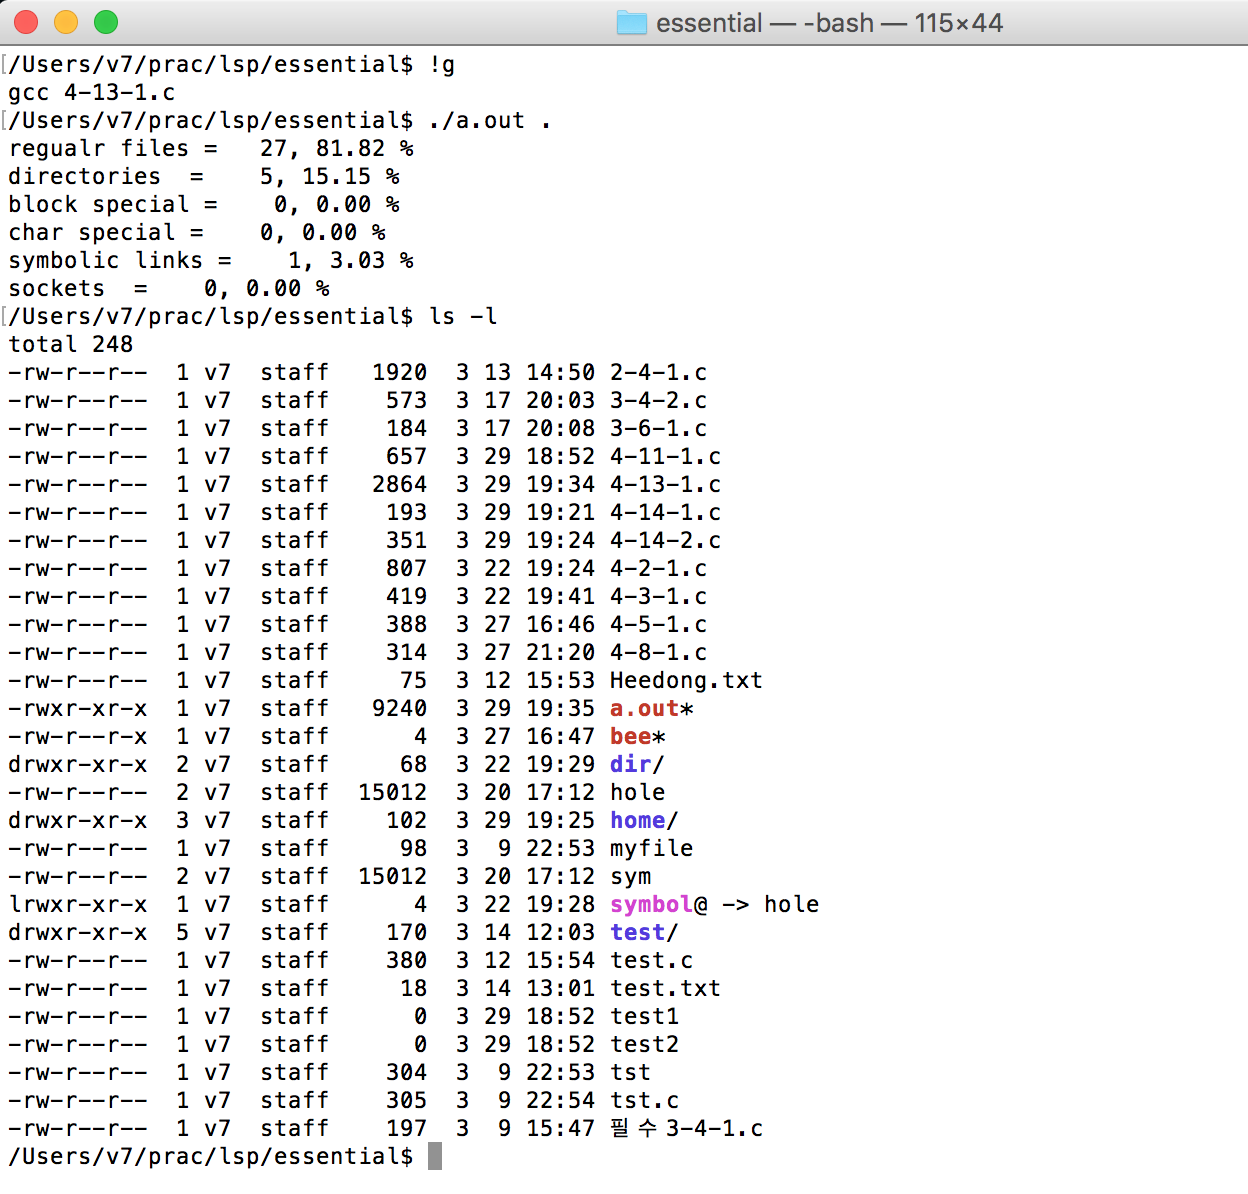 essential — -bash — 115×44
/Users/v7/prac/lsp/essential$ !g
gcc 4-13-1.c
/Users/v7/prac/lsp/essential$ ./a.out .
regualr files =   27, 81.82 %
directories  =    5, 15.15 %
block special =    0, 0.00 %
char special =    0, 0.00 %
symbolic links =    1, 3.03 %
sockets  =    0, 0.00 %
/Users/v7/prac/lsp/essential$ ls -l
total 248
-rw-r--r--  1 v7  staff   1920  3 13 14:50 2-4-1.c
-rw-r--r--  1 v7  staff    573  3 17 20:03 3-4-2.c
-rw-r--r--  1 v7  staff    184  3 17 20:08 3-6-1.c
-rw-r--r--  1 v7  staff    657  3 29 18:52 4-11-1.c
-rw-r--r--  1 v7  staff   2864  3 29 19:34 4-13-1.c
-rw-r--r--  1 v7  staff    193  3 29 19:21 4-14-1.c
-rw-r--r--  1 v7  staff    351  3 29 19:24 4-14-2.c
-rw-r--r--  1 v7  staff    807  3 22 19:24 4-2-1.c
-rw-r--r--  1 v7  staff    419  3 22 19:41 4-3-1.c
-rw-r--r--  1 v7  staff    388  3 27 16:46 4-5-1.c
-rw-r--r--  1 v7  staff    314  3 27 21:20 4-8-1.c
-rw-r--r--  1 v7  staff     75  3 12 15:53 Heedong.txt
-rwxr-xr-x  1 v7  staff   9240  3 29 19:35 a.out*
-rw-r--r-x  1 v7  staff      4  3 27 16:47 bee*
drwxr-xr-x  2 v7  staff     68  3 22 19:29 dir/
-rw-r--r--  2 v7  staff  15012  3 20 17:12 hole
drwxr-xr-x  3 v7  staff    102  3 29 19:25 home/
-rw-r--r--  1 v7  staff     98  3  9 22:53 myfile
-rw-r--r--  2 v7  staff  15012  3 20 17:12 sym
lrwxr-xr-x  1 v7  staff      4  3 22 19:28 symbol@ -> hole
drwxr-xr-x  5 v7  staff    170  3 14 12:03 test/
-rw-r--r--  1 v7  staff    380  3 12 15:54 test.c
-rw-r--r--  1 v7  staff     18  3 14 13:01 test.txt
-rw-r--r--  1 v7  staff      0  3 29 18:52 test1
-rw-r--r--  1 v7  staff      0  3 29 18:52 test2
-rw-r--r--  1 v7  staff    304  3  9 22:53 tst
-rw-r--r--  1 v7  staff    305  3  9 22:54 tst.c
-rw-r--r--  1 v7  staff    197  3  9 15:47 필수3-4-1.c
/Users/v7/prac/lsp/essential$